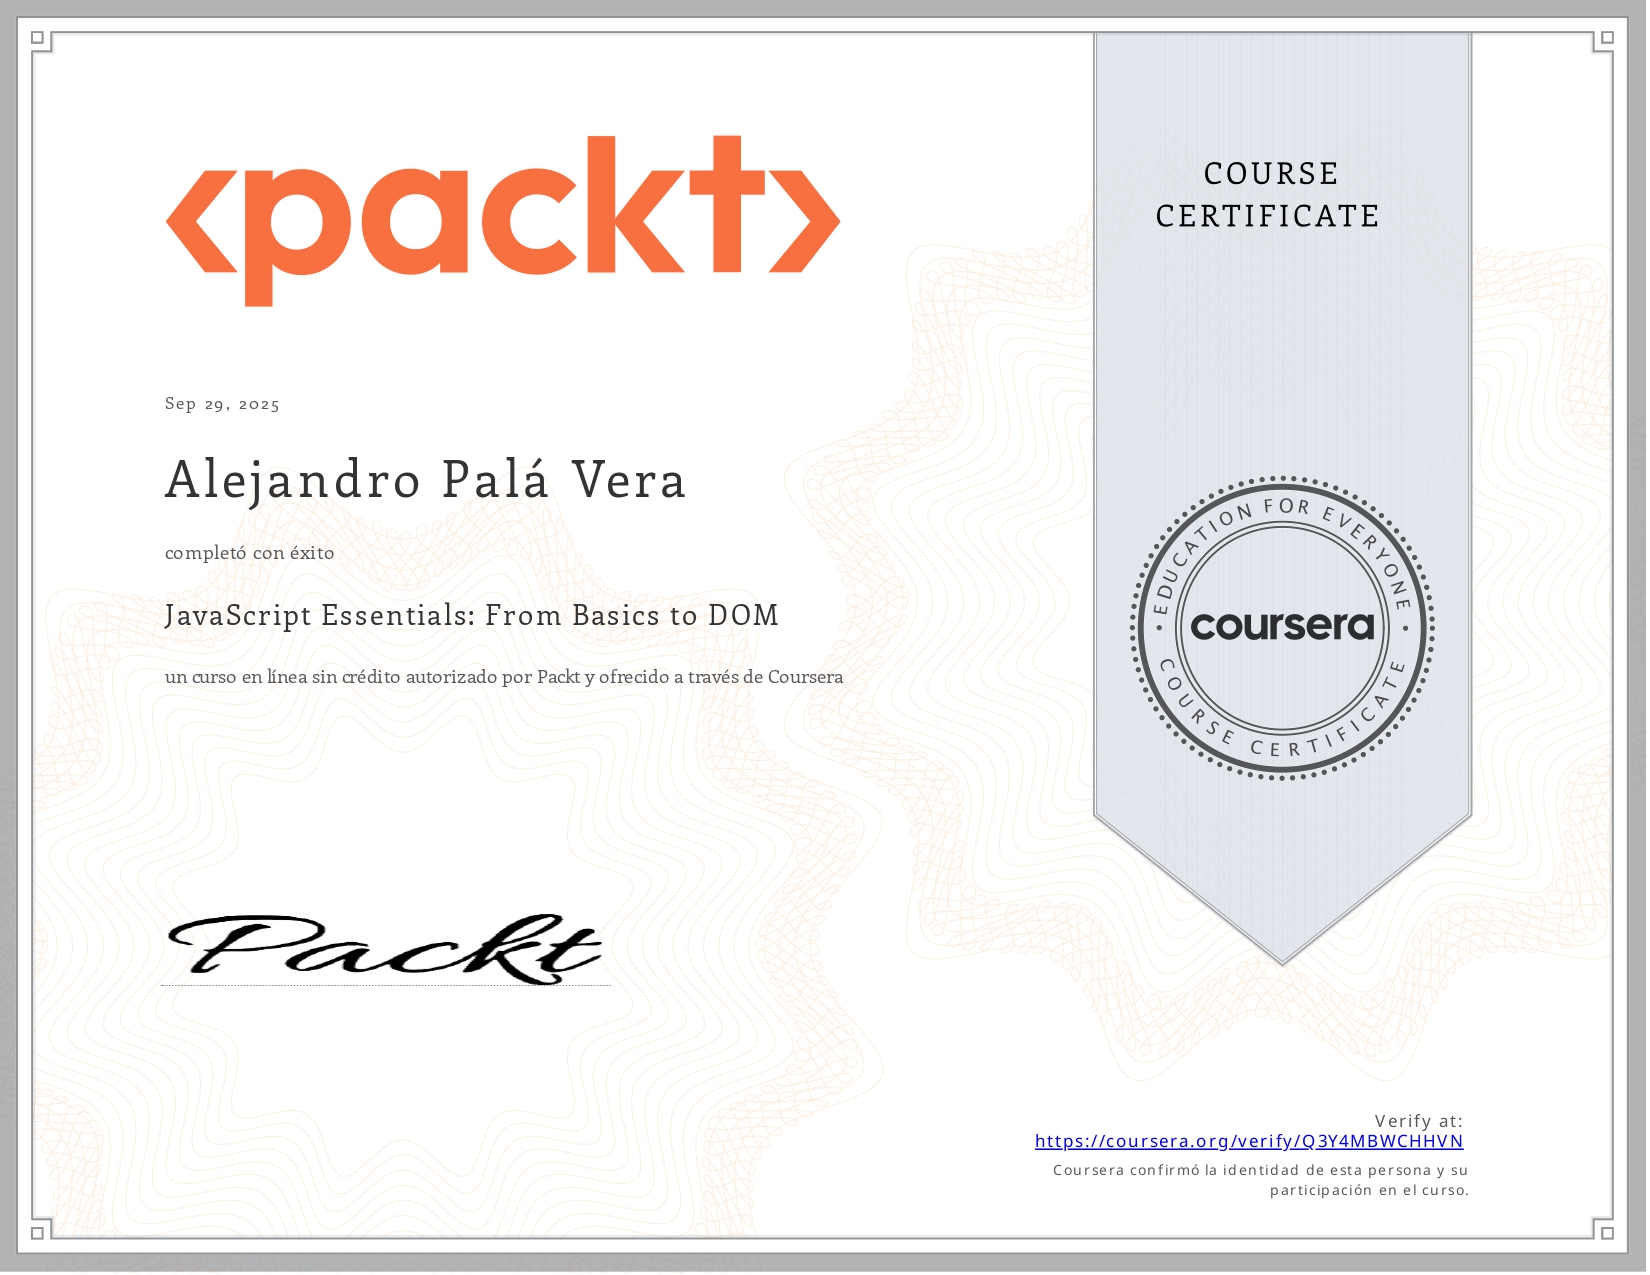 packt
COURSE
CERTIFICATE
Sep 29, 2025
Alejandro Palá Vera
completó con éxito
JavaScript Essentials: From Basics to DOM
un curso en línea sin crédito autorizado por Packt y ofrecido a través de Coursera
EDUCATION FOR EVERYONE
coursera
COURSE CERTIFICATE
Packt
Verify at:
https://coursera.org/verify/Q3Y4MBWCHHVN
Coursera confirmó la identidad de esta persona y su
participación en el curso.